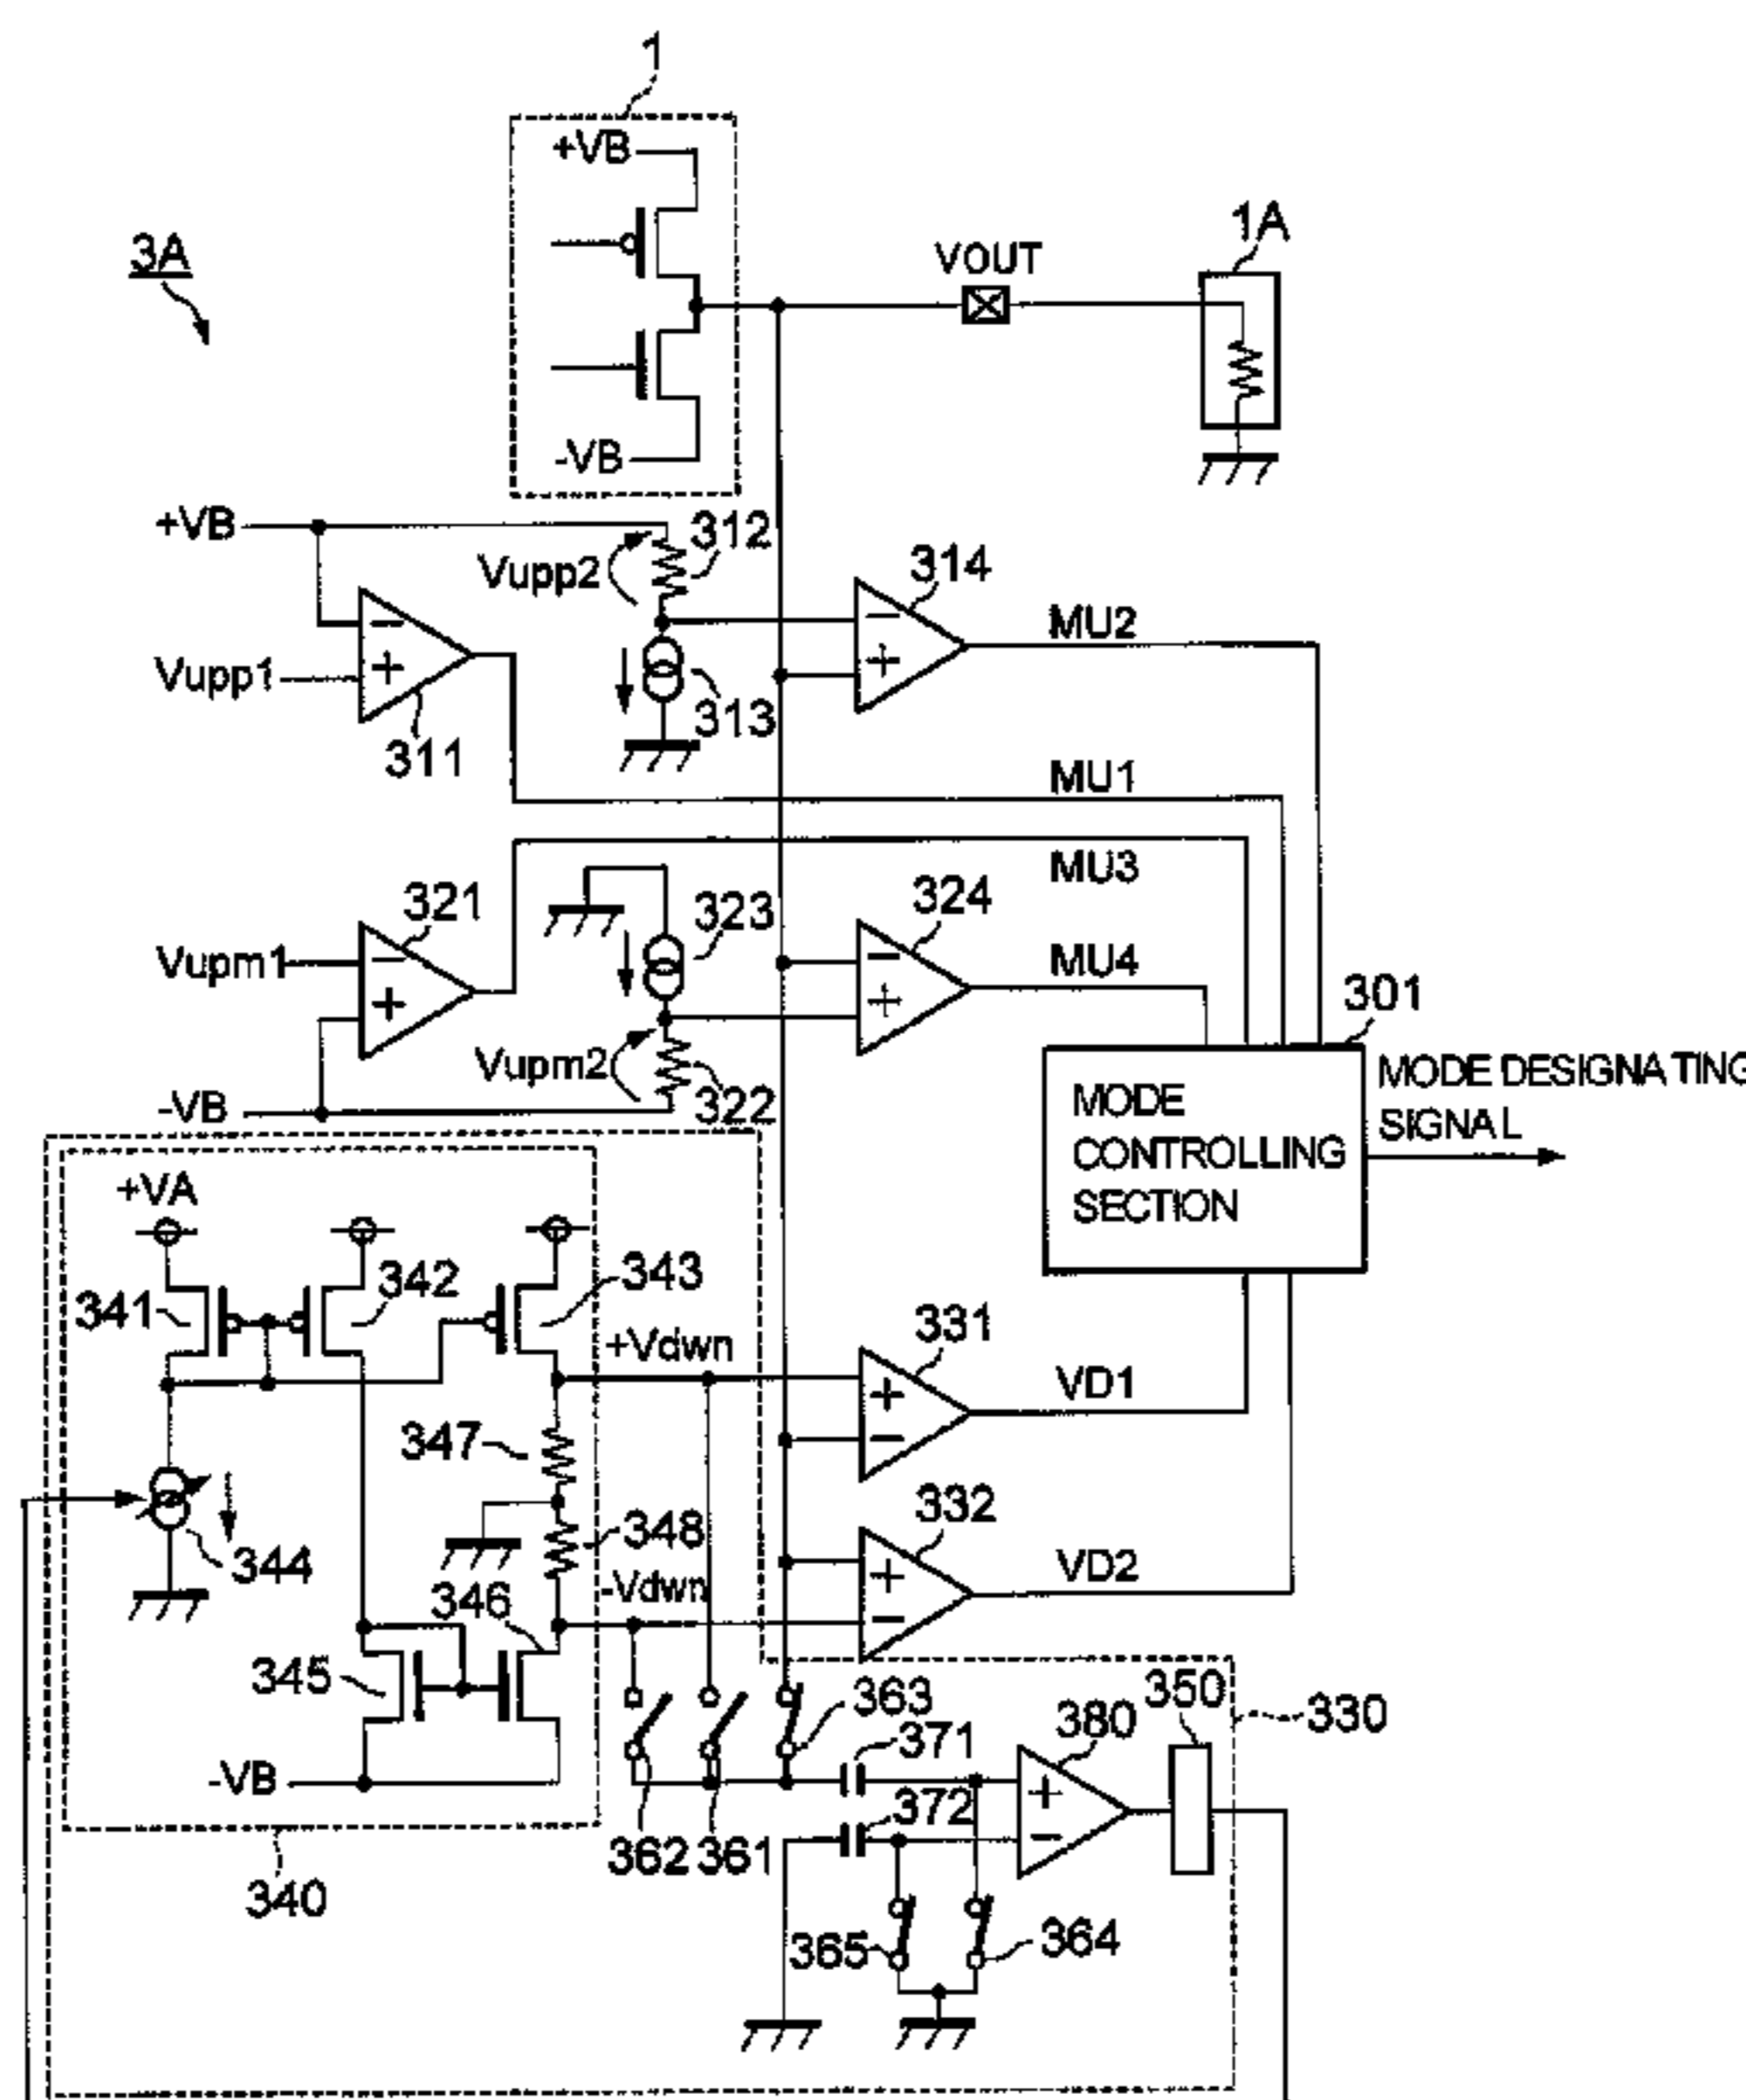 1
+VB
3A
1A
VOUT
-VB
+VB
312
Vupp2
314
MU2
Vupp1
313
311
MU1
MU3
321
323
324
Vupm1
MU4
301
Vupm2
322
-VB
MODE DESIGNATING SIGNAL
MODE CONTROLLING SECTION
+VA
341
342
343
331
+Vdwn
VD1
347
332
344
348
VD2
-Vdwn
346
345
363
350
330
371
380
-VB
372
362
361
340
365
364